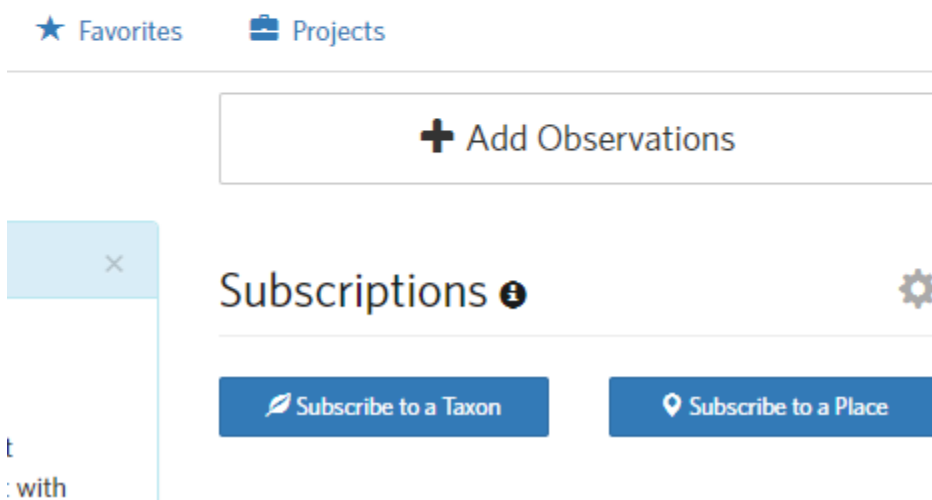 Favorites Projects
Add Observations
Subscriptions
Subscribe to a Taxon Subscribe to a Place
t
with